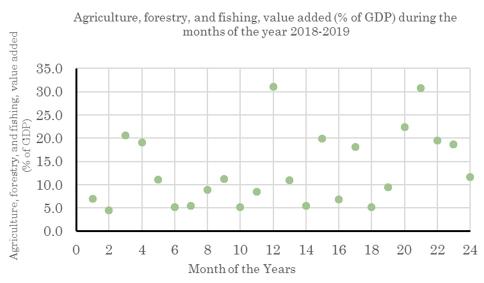 Agriculture, forestry, and fishing, value added (% of GDP) during the
months of the year 2018-2019
Agriculture, forestry, and fishing, value added
(% of GDP)
35.0
30.0
25.0
20.0
15.0
10.0
5.0
0.0
0 2 4 6 8 10 12 14 16 18 20 22 24
Month of the Years